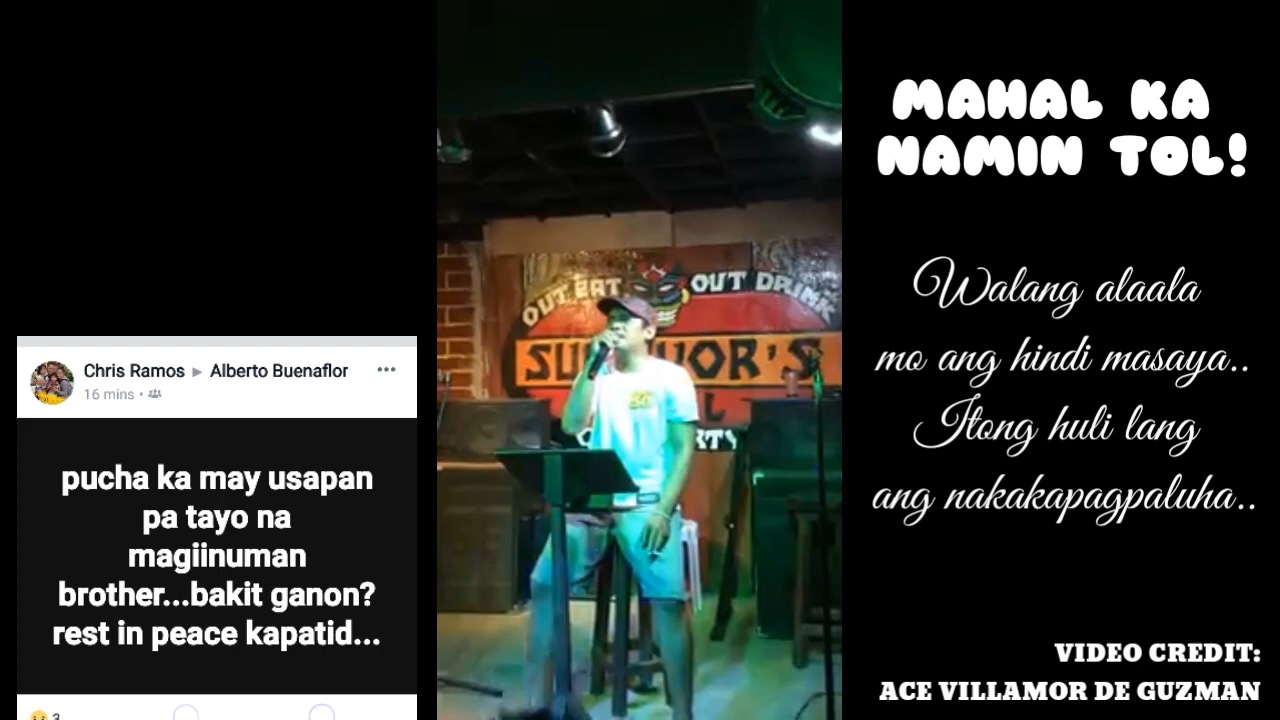 Chris Ramos ▸ Alberto Buenaflor
16 mins
pucha ka may usapan
pa tayo na
magiinuman
brother...bakit ganon?
rest in peace kapatid...
3
OUT EAT OUT DRINK
MAHAL KA
NAMIN TOL!
Walang alaala
mo ang hindi masaya..
Itong huli lang
ang nakakapagpaluha..
VIDEO CREDIT:
ACE VILLAMOR DE GUZMAN